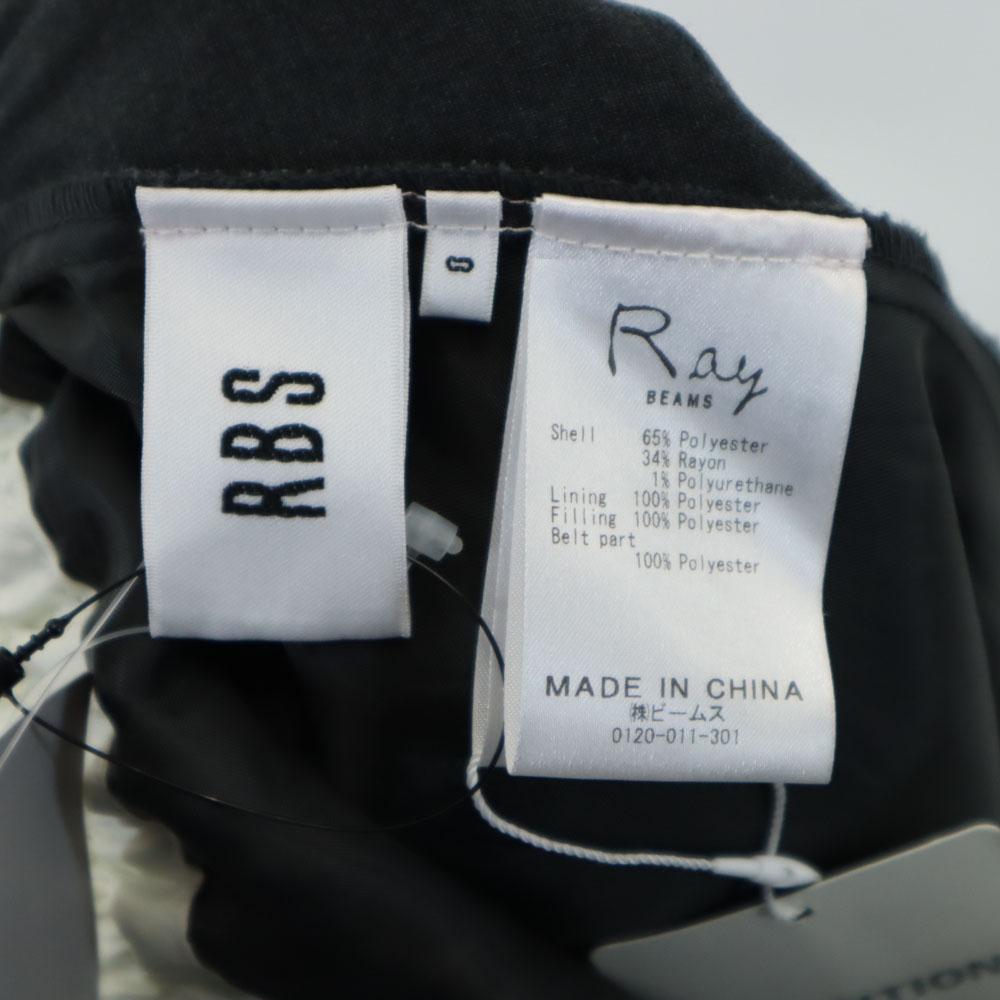 RBS
0
Ray
BEAMS
Shell 65% Polyester
34% Rayon
1% Polyurethane
Lining 100% Polyester
Filling 100% Polyester
Belt part
100% Polyester
MADE IN CHINA
(株)ビームス
0120-011-301